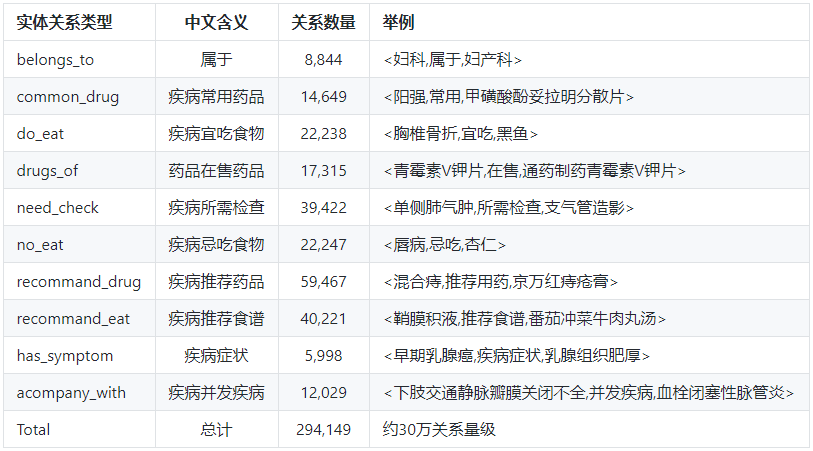 实体关系类型 中文含义 关系数量 举例
belongs_to 属于 8,844 <妇科,属于,妇产科>
common_drug 疾病常用药品 14,649 <阳强,常用,甲磺酸酚妥拉明分散片>
do_eat 疾病宜吃食物 22,238 <胸椎骨折,宜吃,黑鱼>
drugs_of 药品在售药品 17,315 <青霉素V钾片,在售,通药制药青霉素V钾片>
need_check 疾病所需检查 39,422 <单侧肺气肿,所需检查,支气管造影>
no_eat 疾病忌吃食物 22,247 <唇病,忌吃,杏仁>
recommand_drug 疾病推荐药品 59,467 <混合痔,推荐用药,京万红痔疮膏>
recommand_eat 疾病推荐食谱 40,221 <鞘膜积液,推荐食谱,番茄冲菜牛肉丸汤>
has_symptom 疾病症状 5,998 <早期乳腺癌,疾病症状,乳腺组织肥厚>
acompany_with 疾病并发疾病 12,029 <下肢交通静脉瓣膜关闭不全,并发疾病,血栓闭塞性脉管炎>
Total 总计 294,149 约30万关系量级